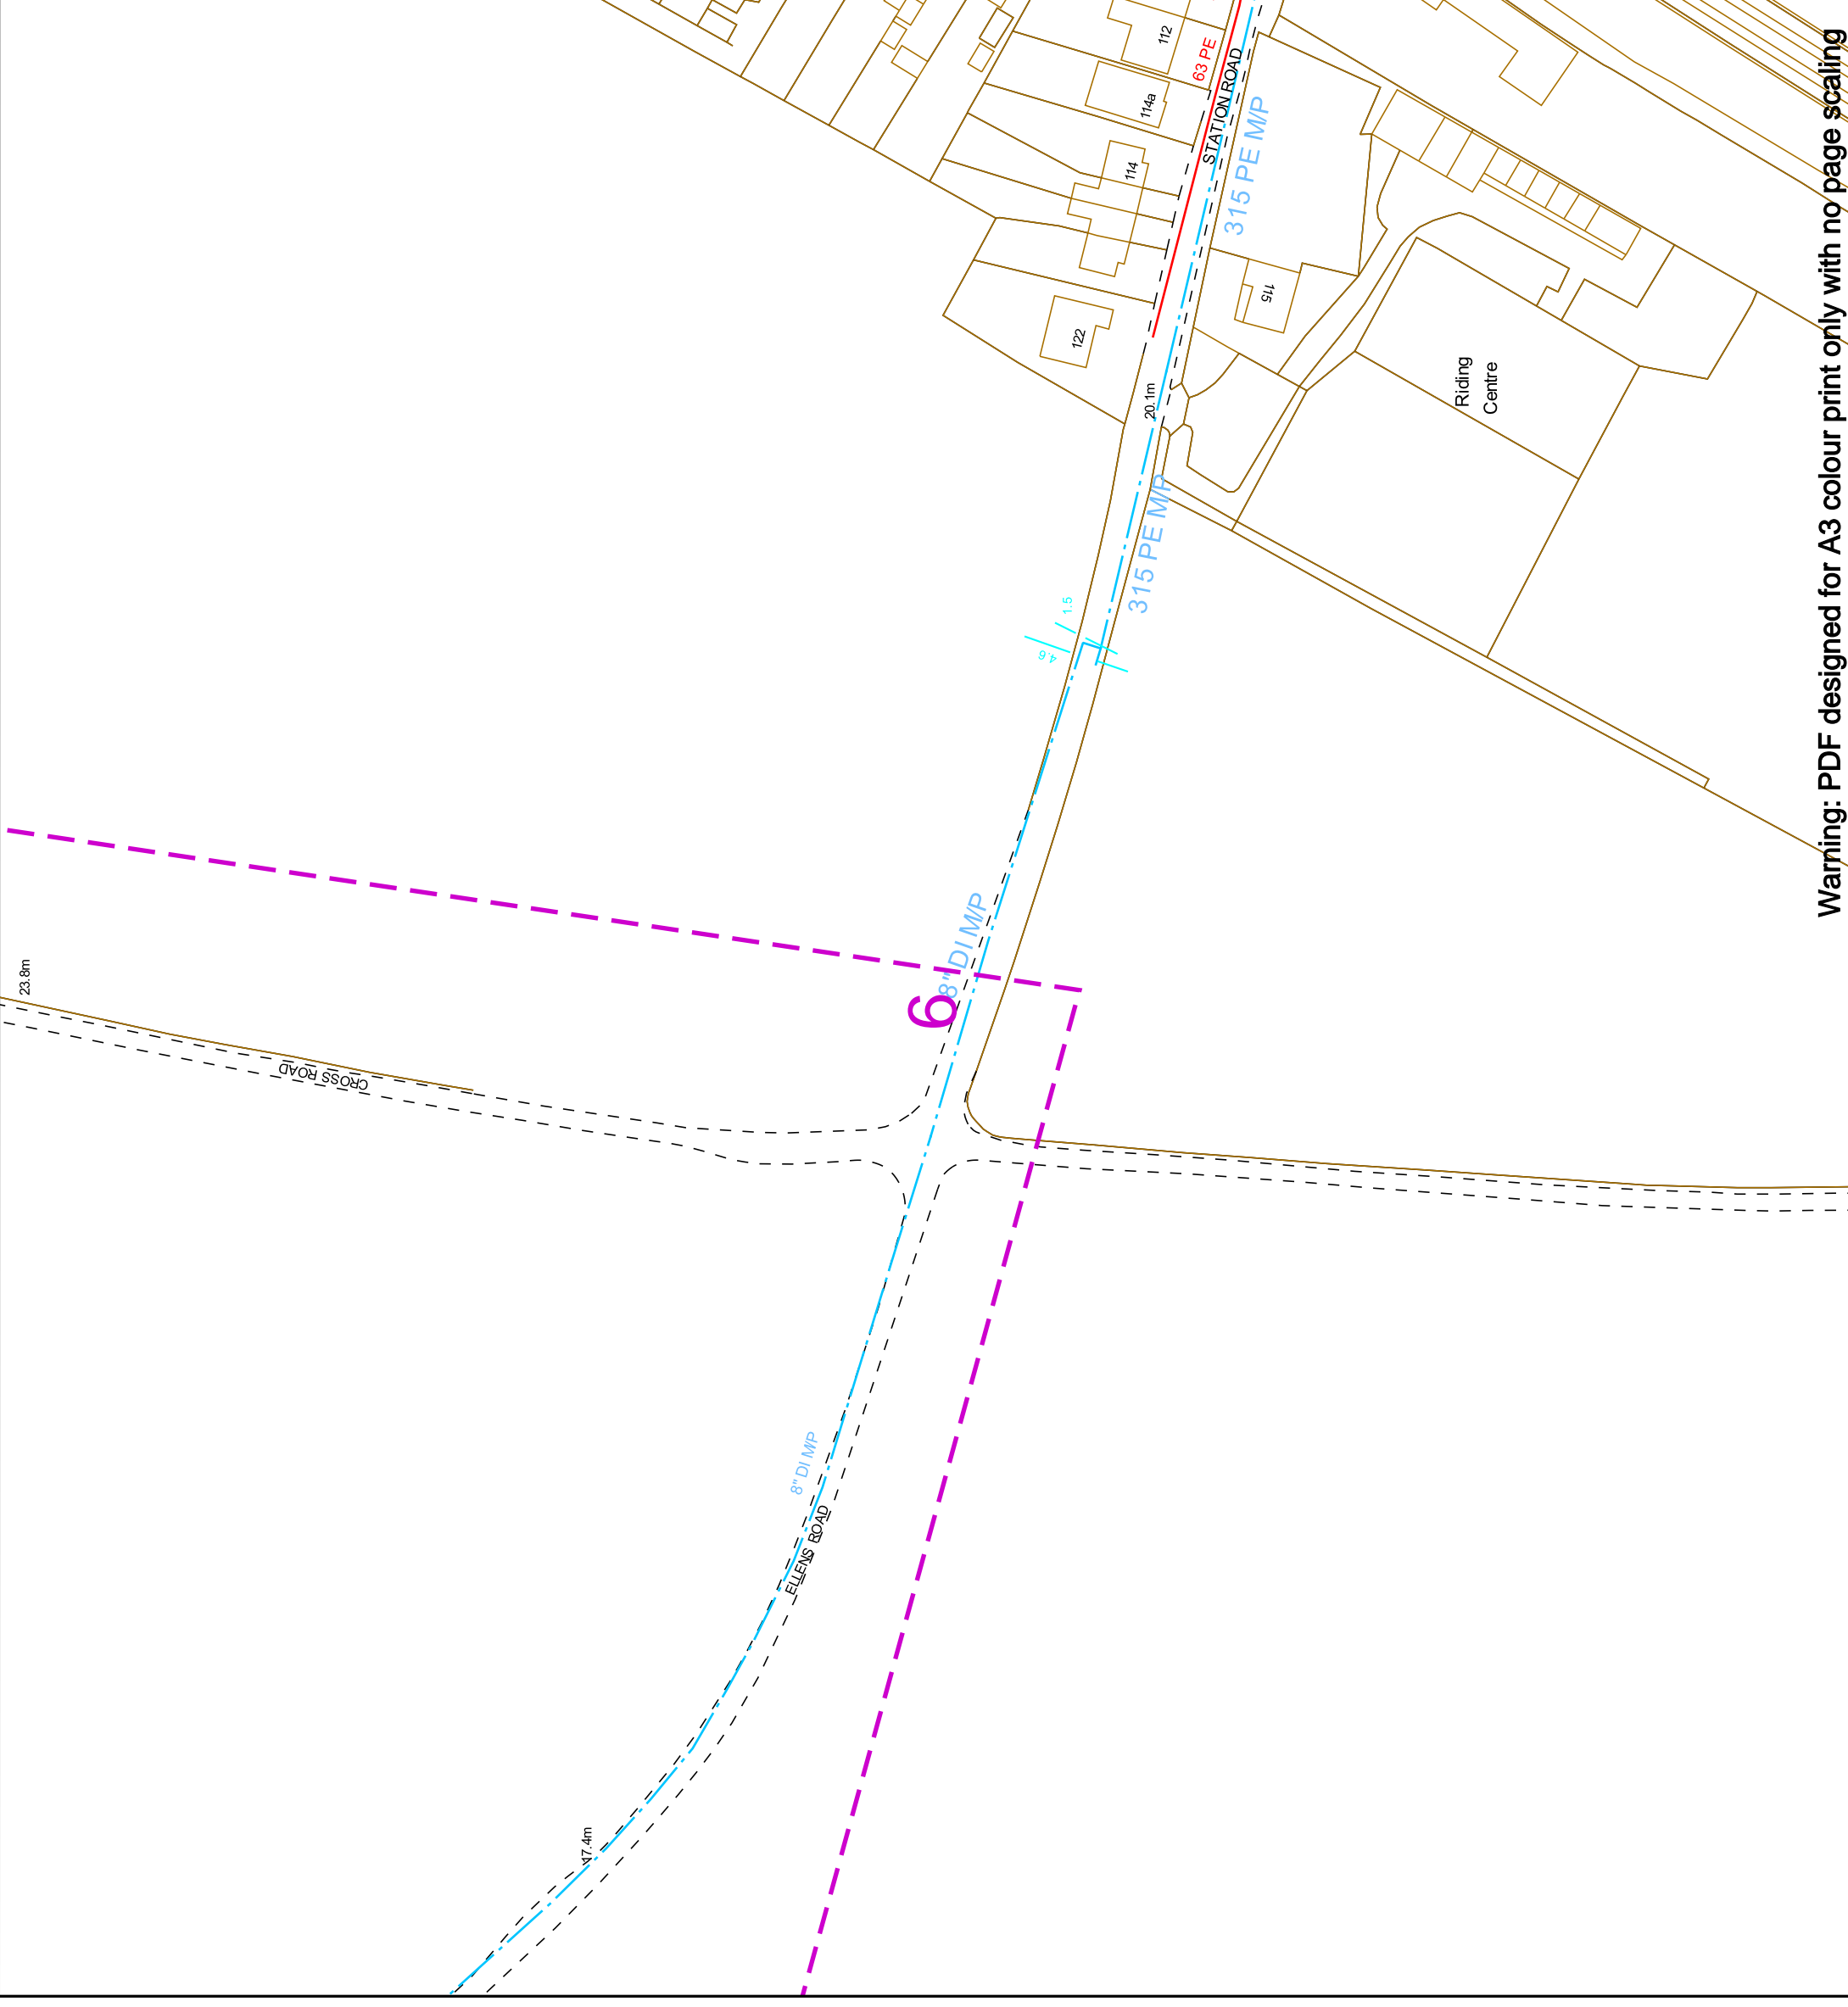 112
63 PE
STATION ROAD
114a
315 PE M/P
114
115
122
20.1m
Riding
Centre
315 PE M/P
1.5
4.6
8" DI M/P
6
23.8m
CROSS ROAD
8" DI M/P
ELLENS ROAD
17.4m
Warning: PDF designed for A3 colour print only with no page scaling